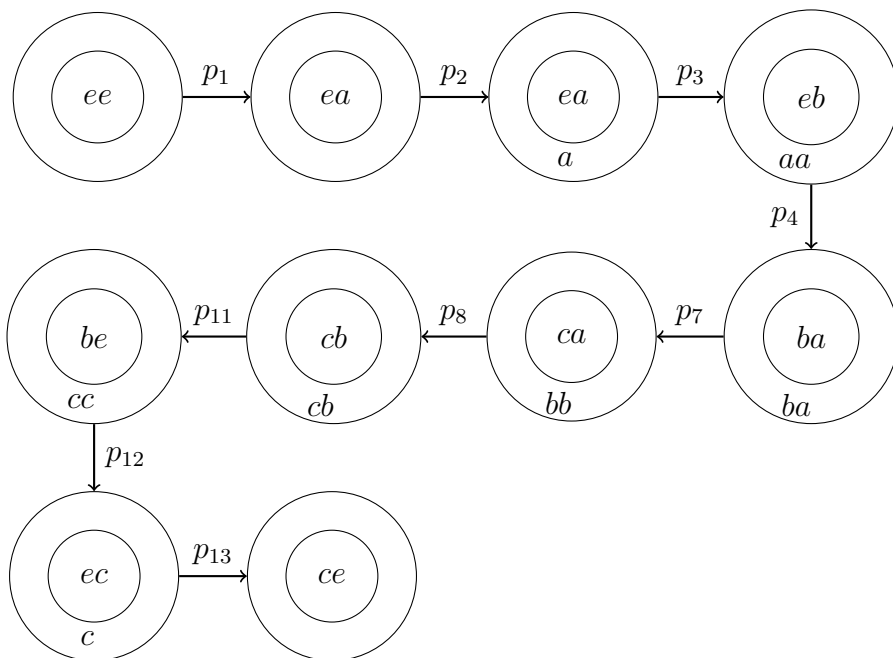 p₁ p₂ p₃
ee ea ea eb
a aa
p₄
p₁₁ p₈ p₇
be cb ca ba
cc cb bb ba
p₁₂
p₁₃
ec ce
c